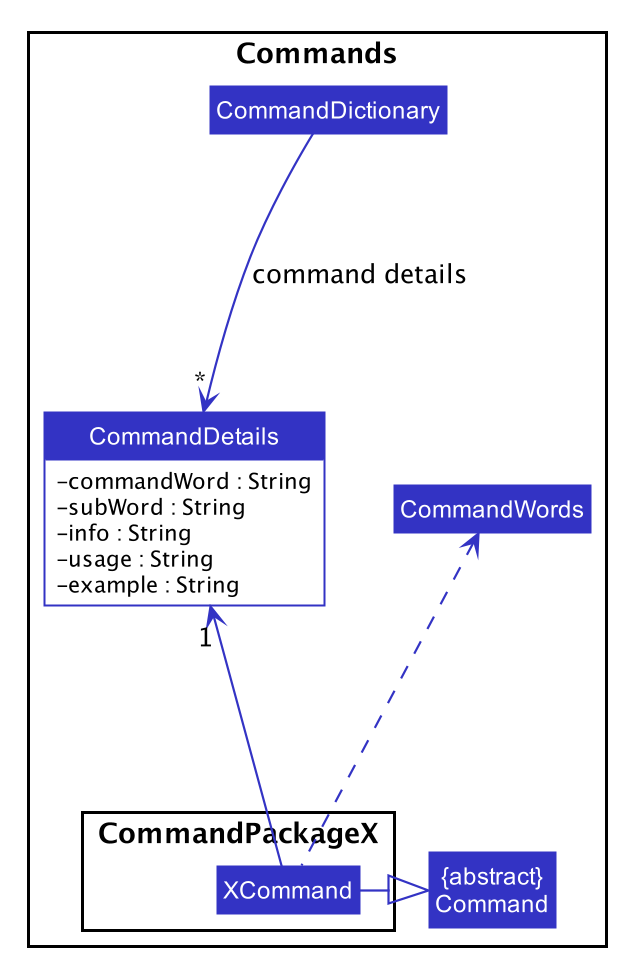 Commands
CommandDictionary
command details
*
CommandDetails
–commandWord : String
–subWord : String
–info : String
–usage : String
–example : String
CommandWords
1
CommandPackageX
XCommand
{abstract}
Command